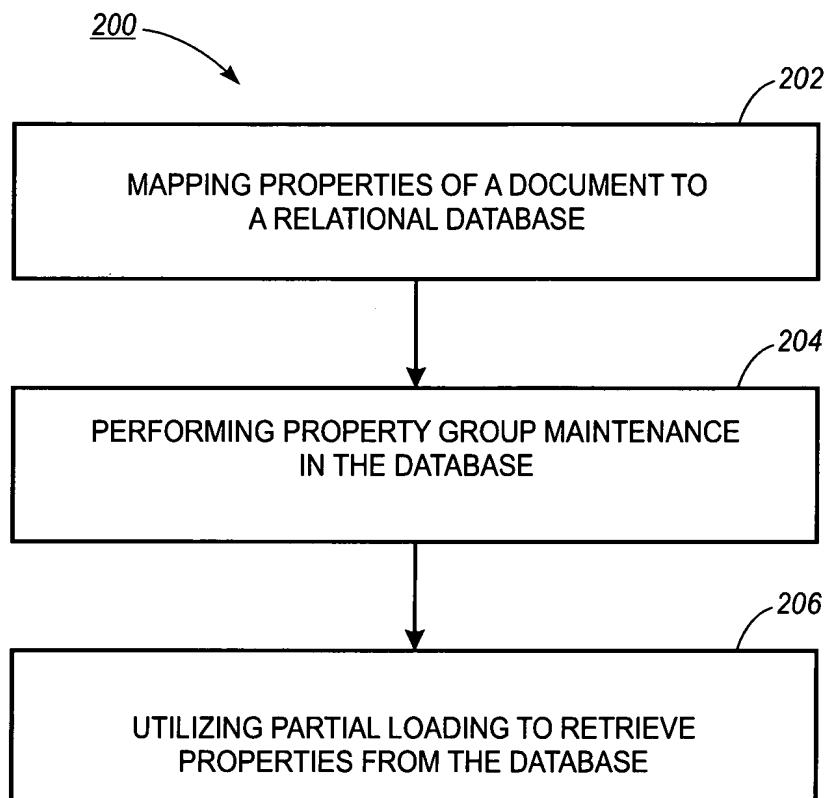 200
202
MAPPING PROPERTIES OF A DOCUMENT TO
A RELATIONAL DATABASE
204
PERFORMING PROPERTY GROUP MAINTENANCE
IN THE DATABASE
206
UTILIZING PARTIAL LOADING TO RETRIEVE
PROPERTIES FROM THE DATABASE